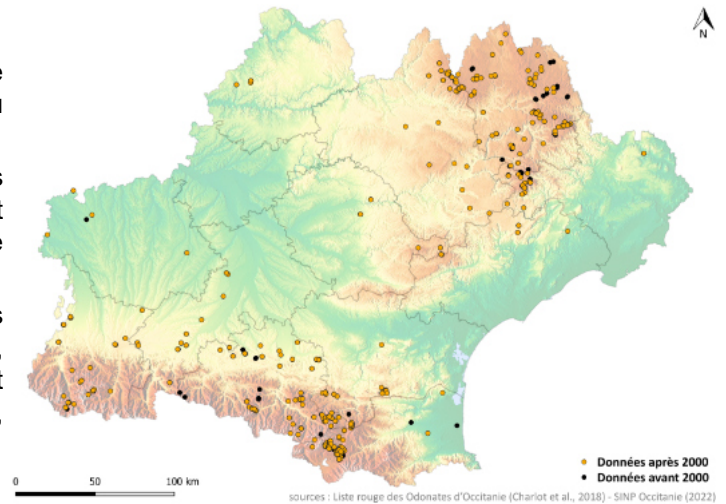 e
u
s
t
e
s
,
t
,
N
Données après 2000
Données avant 2000
0 50 100 km
sources : Liste rouge des Odonates d'Occitanie (Charlot et al., 2018) - SINP Occitanie (2022)